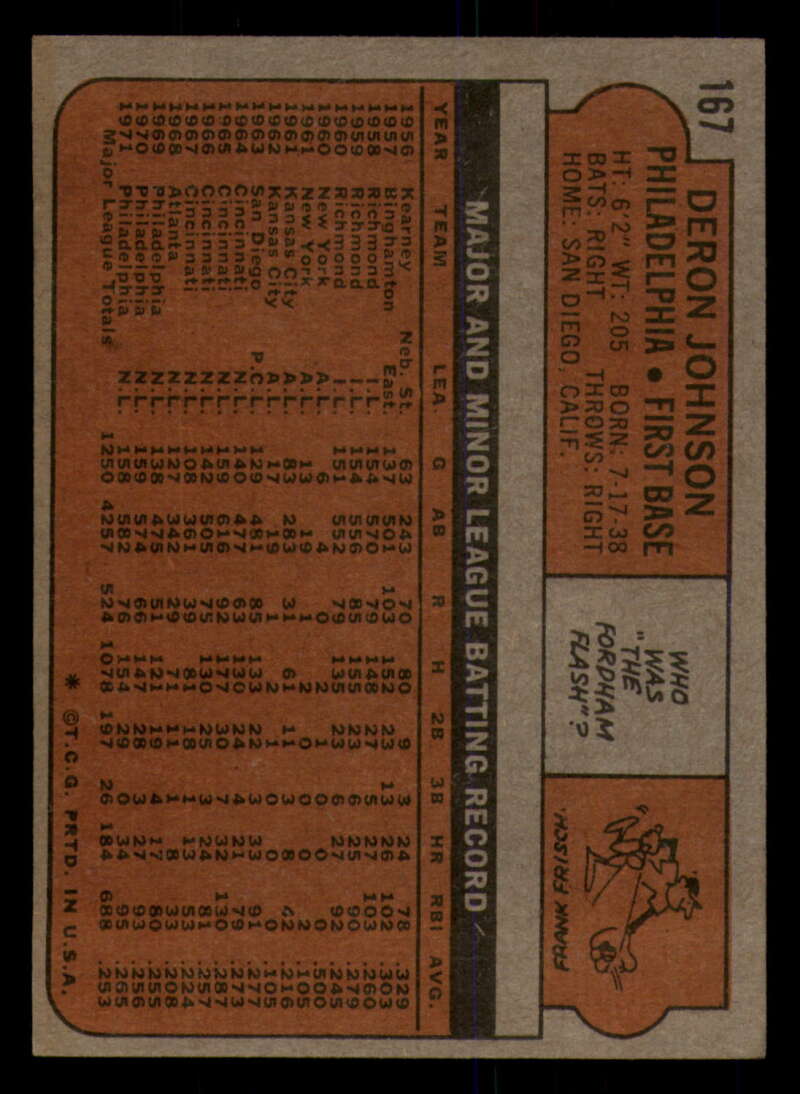 167
DERON JOHNSON
PHILADELPHIA • FIRST BASE
HT: 6'2" WT: 205 BORN: 7-17-38
BATS: RIGHT THROWS: RIGHT
HOME: SAN DIEGO, CALIF.
WHO
WAS
"THE
FORDHAM
FLASH"?
FRANK FRISCH.
MAJOR AND MINOR LEAGUE BATTING RECORD
YEAR TEAM LEA. G AB R H 2B 3B HR RBI AVG.
1956 Kearney Neb. St. 63 243 70 80 9 3 24 78 .329
1957 Binghamton East. 137 501 103 152 23 13 26 102 .303
1958 Richmond I.L. 154 570 79 148 27 5 27 103 .260
1959 Richmond I.L. 154 556 85 155 23 6 25 90 .279
1960 Richmond I.L. 151 552 79 135 23 6 27 92 .245
1960 New York A.L. 6 4 0 2 1 0 0 0 .500
1961 New York A.L. 13 19 1 2 0 0 0 2 .105
1961 Kansas City A.L. 83 283 31 61 11 3 8 42 .216
1962 Kansas City A.L. 17 19 1 2 1 0 0 0 .105
1963 San Diego P.C.L. 129 481 85 133 22 3 33 91 .277
1964 Cincinnati N.L. 140 477 63 130 24 4 21 79 .273
1965 Cincinnati N.L. 159 616 92 177 30 7 32 130 .287
1966 Cincinnati N.L. 142 505 75 130 25 3 24 81 .257
1967 Cincinnati N.L. 108 361 39 81 18 1 13 53 .224
1968 Atlanta N.L. 127 342 29 71 11 1 8 33 .208
1969 Philadelphia N.L. 138 475 51 121 19 4 17 80 .255
1970 Philadelphia N.L. 159 574 66 147 28 3 27 93 .256
1971 Philadelphia N.L. 158 582 76 154 29 0 34 95 .265
Major League Totals 1250 4257 524 1078 197 26 184 688 .253
* ©T.C.G. PRTD. IN U.S.A.